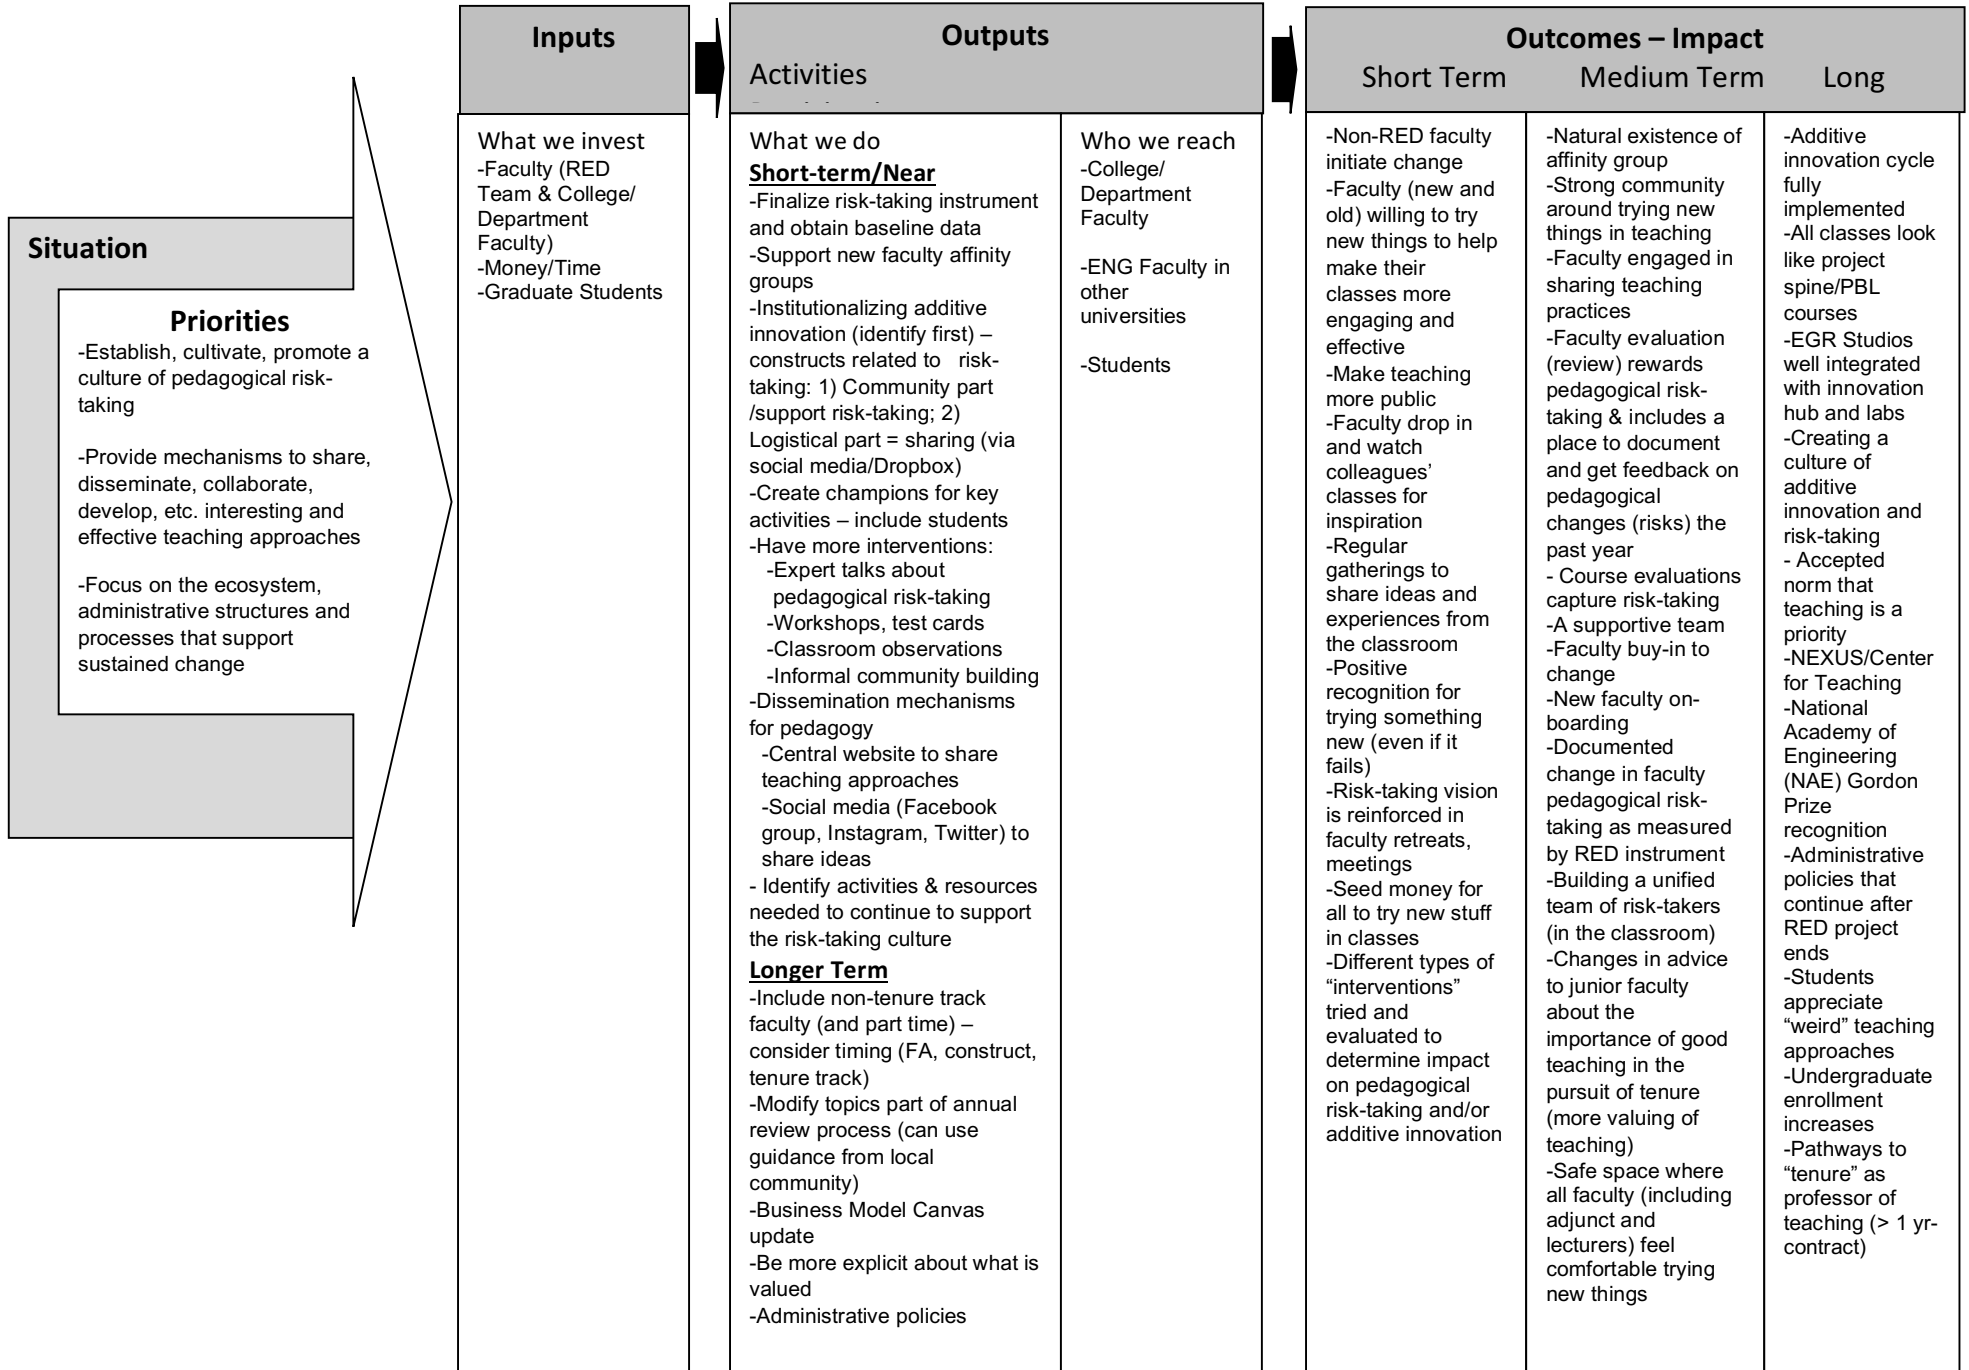 Situation
Priorities
-Establish, cultivate, promote a
culture of pedagogical risk-
taking
-Provide mechanisms to share,
disseminate, collaborate,
develop, etc. interesting and
effective teaching approaches
-Focus on the ecosystem,
administrative structures and
processes that support
sustained change
Inputs
What we invest
-Faculty (RED
Team & College/
Department
Faculty)
-Money/Time
-Graduate Students
Outputs
Activities
What we do
Short-term/Near
-Finalize risk-taking instrument
and obtain baseline data
-Support new faculty affinity
groups
-Institutionalizing additive
innovation (identify first) –
constructs related to risk-
taking: 1) Community part
/support risk-taking; 2)
Logistical part = sharing (via
social media/Dropbox)
-Create champions for key
activities – include students
-Have more interventions:
-Expert talks about
pedagogical risk-taking
-Workshops, test cards
-Classroom observations
-Informal community building
-Dissemination mechanisms
for pedagogy
-Central website to share
teaching approaches
-Social media (Facebook
group, Instagram, Twitter) to
share ideas
- Identify activities & resources
needed to continue to support
the risk-taking culture
Longer Term
-Include non-tenure track
faculty (and part time) –
consider timing (FA, construct,
tenure track)
-Modify topics part of annual
review process (can use
guidance from local
community)
-Business Model Canvas
update
-Be more explicit about what is
valued
-Administrative policies
Who we reach
-College/
Department
Faculty
-ENG Faculty in
other
universities
-Students
Outcomes – Impact
Short Term Medium Term Long
-Non-RED faculty
initiate change
-Faculty (new and
old) willing to try
new things to help
make their
classes more
engaging and
effective
-Make teaching
more public
-Faculty drop in
and watch
colleagues’
classes for
inspiration
-Regular
gatherings to
share ideas and
experiences from
the classroom
-Positive
recognition for
trying something
new (even if it
fails)
-Risk-taking vision
is reinforced in
faculty retreats,
meetings
-Seed money for
all to try new stuff
in classes
-Different types of
“interventions”
tried and
evaluated to
determine impact
on pedagogical
risk-taking and/or
additive innovation
-Natural existence of
affinity group
-Strong community
around trying new
things in teaching
-Faculty engaged in
sharing teaching
practices
-Faculty evaluation
(review) rewards
pedagogical risk-
taking & includes a
place to document
and get feedback on
pedagogical
changes (risks) the
past year
- Course evaluations
capture risk-taking
-A supportive team
-Faculty buy-in to
change
-New faculty on-
boarding
-Documented
change in faculty
pedagogical risk-
taking as measured
by RED instrument
-Building a unified
team of risk-takers
(in the classroom)
-Changes in advice
to junior faculty
about the
importance of good
teaching in the
pursuit of tenure
(more valuing of
teaching)
-Safe space where
all faculty (including
adjunct and
lecturers) feel
comfortable trying
new things
-Additive
innovation cycle
fully
implemented
-All classes look
like project
spine/PBL
courses
-EGR Studios
well integrated
with innovation
hub and labs
-Creating a
culture of
additive
innovation and
risk-taking
- Accepted
norm that
teaching is a
priority
-NEXUS/Center
for Teaching
-National
Academy of
Engineering
(NAE) Gordon
Prize
recognition
-Administrative
policies that
continue after
RED project
ends
-Students
appreciate
“weird” teaching
approaches
-Undergraduate
enrollment
increases
-Pathways to
“tenure” as
professor of
teaching (> 1 yr-
contract)